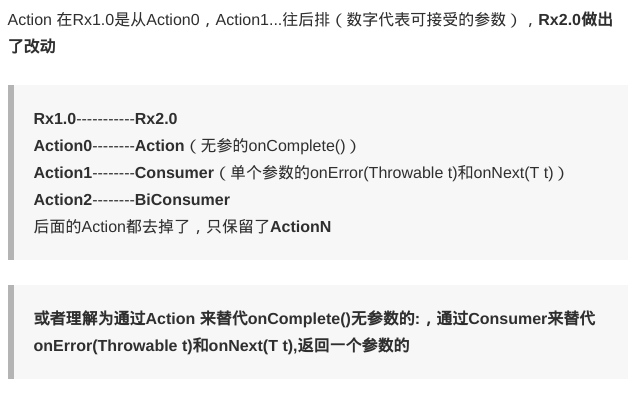 Action 在Rx1.0是从Action0，Action1...往后排（数字代表可接受的参数），Rx2.0做出
了改动
Rx1.0-----------Rx2.0
Action0--------Action（无参的onComplete()）
Action1--------Consumer（单个参数的onError(Throwable t)和onNext(T t)）
Action2--------BiConsumer
后面的Action都去掉了，只保留了ActionN
或者理解为通过Action 来替代onComplete()无参数的:，通过Consumer来替代
onError(Throwable t)和onNext(T t),返回一个参数的